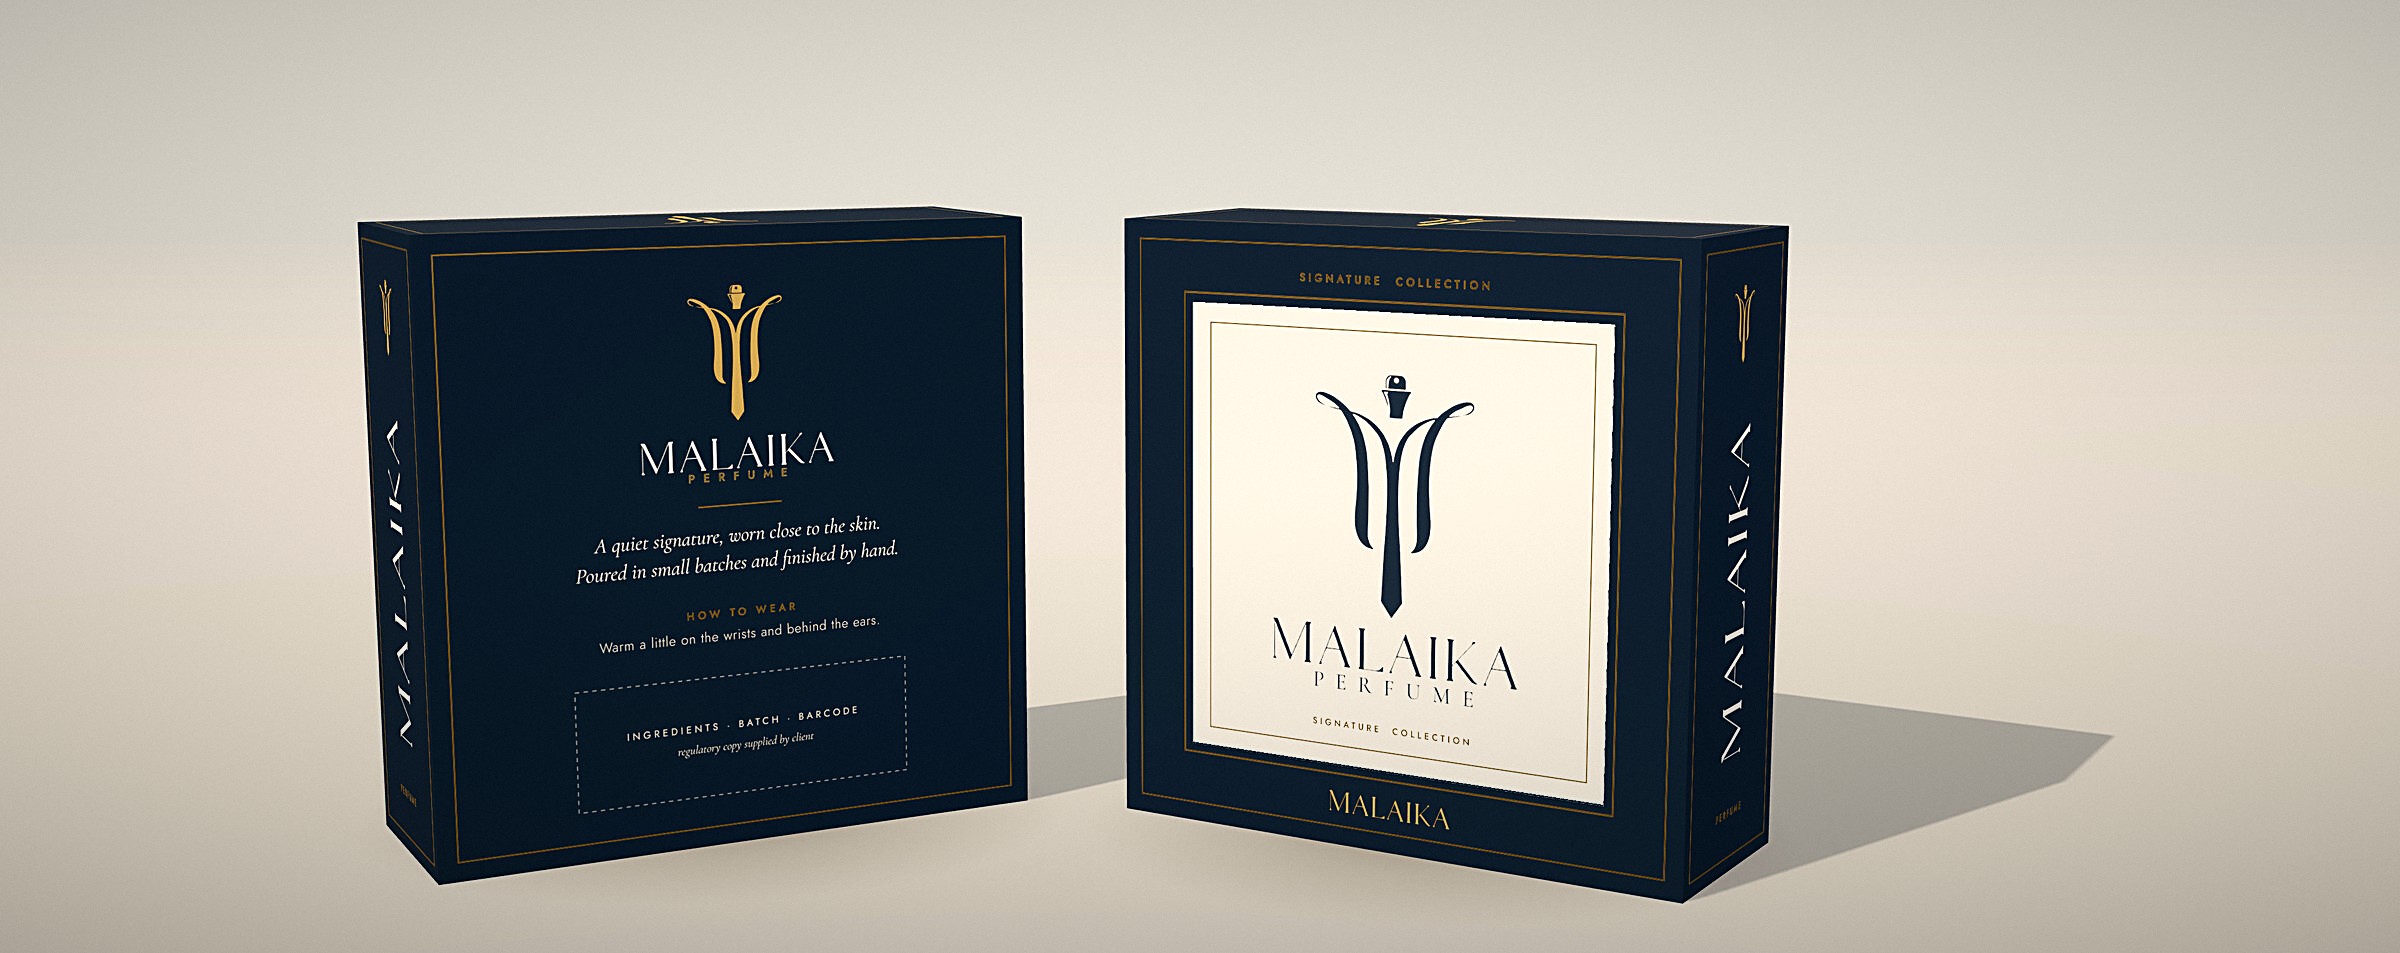 MALAIKA
PERFUME
MALAIKA
PERFUME
A quiet signature, worn close to the skin.
Poured in small batches and finished by hand.
HOW TO WEAR
Warm a little on the wrists and behind the ears.
INGREDIENTS · BATCH · BARCODE
regulatory copy supplied by client
SIGNATURE COLLECTION
MALAIKA
PERFUME
SIGNATURE COLLECTION
MALAIKA
MALAIKA
PERFUME